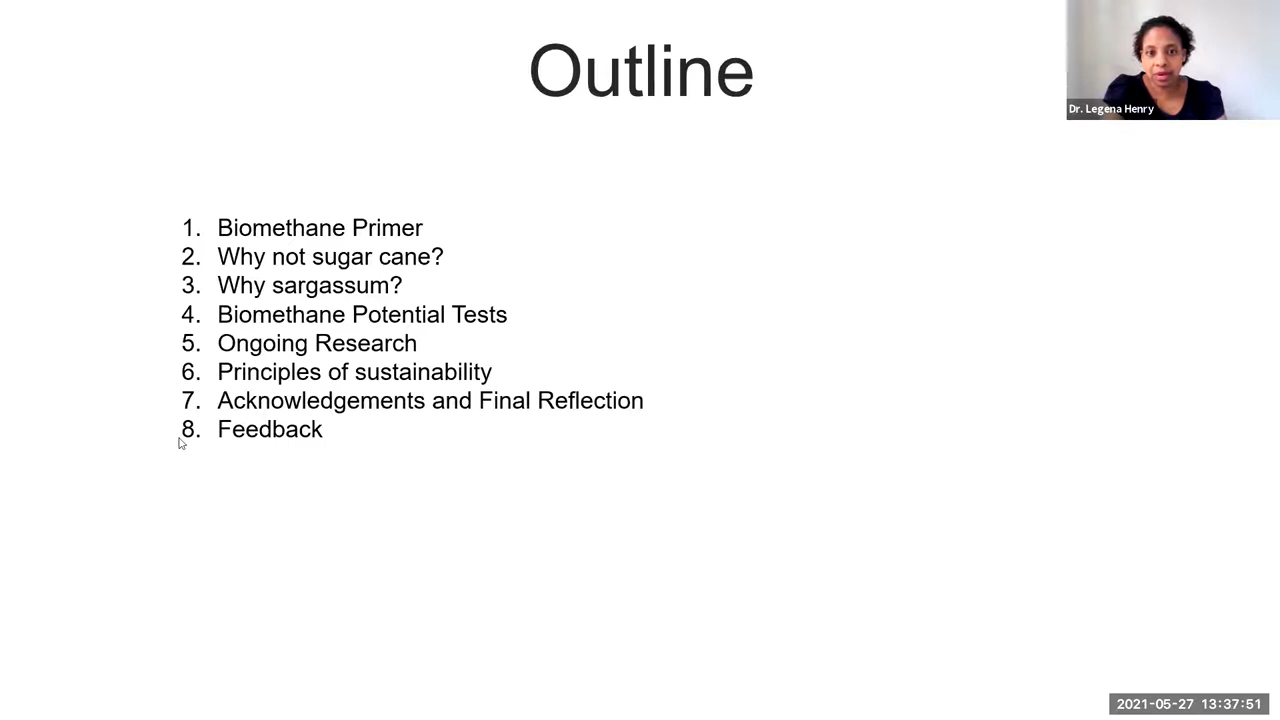 Outline
Dr. Legena Henry
1. Biomethane Primer
2. Why not sugar cane?
3. Why sargassum?
4. Biomethane Potential Tests
5. Ongoing Research
6. Principles of sustainability
7. Acknowledgements and Final Reflection
8. Feedback
2021-05-27 13:37:51